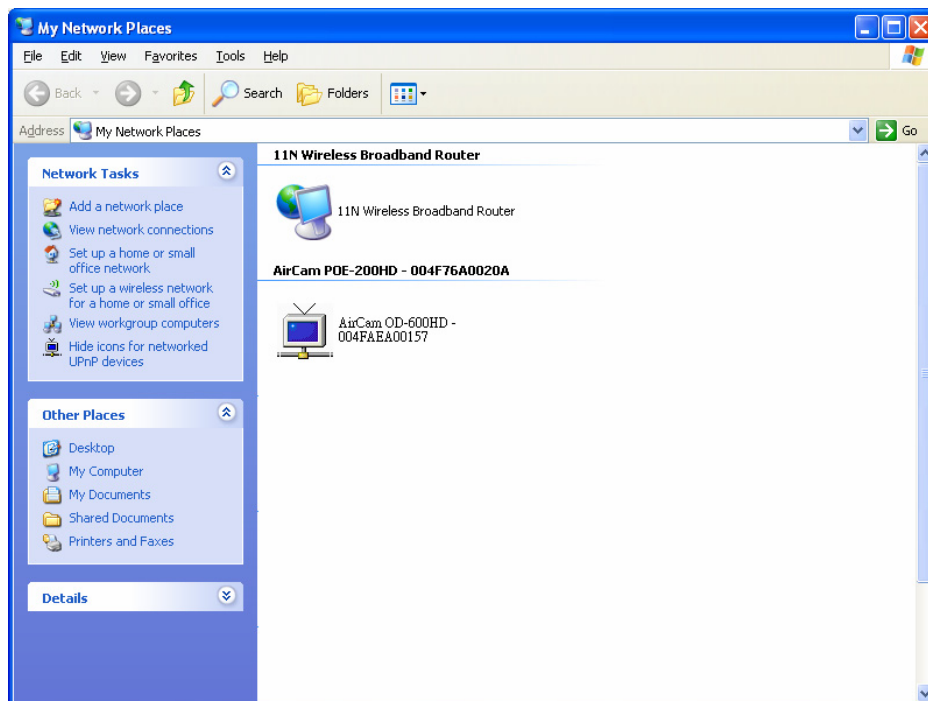 My Network Places
File Edit View Favorites Tools Help
Back Search Folders
Address My Network Places Go
Network Tasks
Add a network place
View network connections
Set up a home or small
office network
Set up a wireless network
for a home or small office
View workgroup computers
Hide icons for networked
UPnP devices
Other Places
Desktop
My Computer
My Documents
Shared Documents
Printers and Faxes
Details
11N Wireless Broadband Router
11N Wireless Broadband Router
AirCam POE-200HD - 004F76A0020A
AirCam OD-600HD -
004FAEA00157